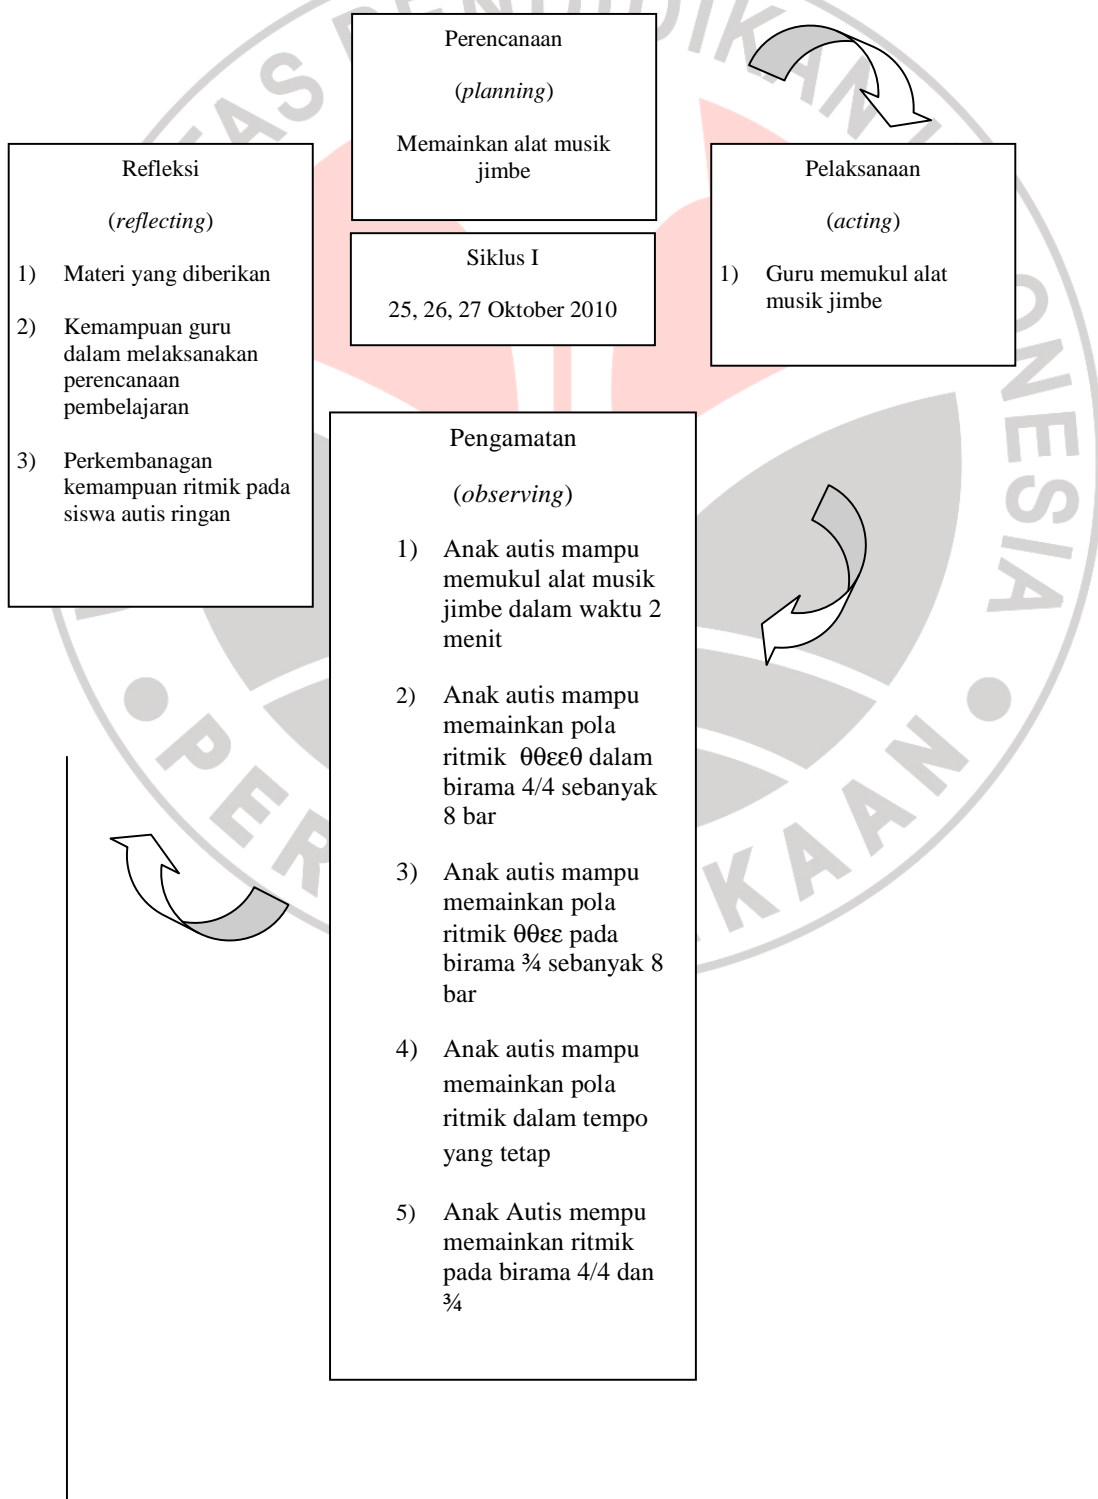 Perencanaan
(planning)
Memainkan alat musik
jimbe
Siklus I
25, 26, 27 Oktober 2010
Pelaksanaan
(acting)
1) Guru memukul alat
musik jimbe
Pengamatan
(observing)
1) Anak autis mampu
memukul alat musik
jimbe dalam waktu 2
menit
2) Anak autis mampu
memainkan pola
ritmik θθεεθ dalam
birama 4/4 sebanyak
8 bar
3) Anak autis mampu
memainkan pola
ritmik θθεε pada
birama ¾ sebanyak 8
bar
4) Anak autis mampu
memainkan pola
ritmik dalam tempo
yang tetap
5) Anak Autis mempu
memainkan ritmik
pada birama 4/4 dan
¾
Refleksi
(reflecting)
1) Materi yang diberikan
2) Kemampuan guru
dalam melaksanakan
perencanaan
pembelajaran
3) Perkembanagan
kemampuan ritmik pada
siswa autis ringan